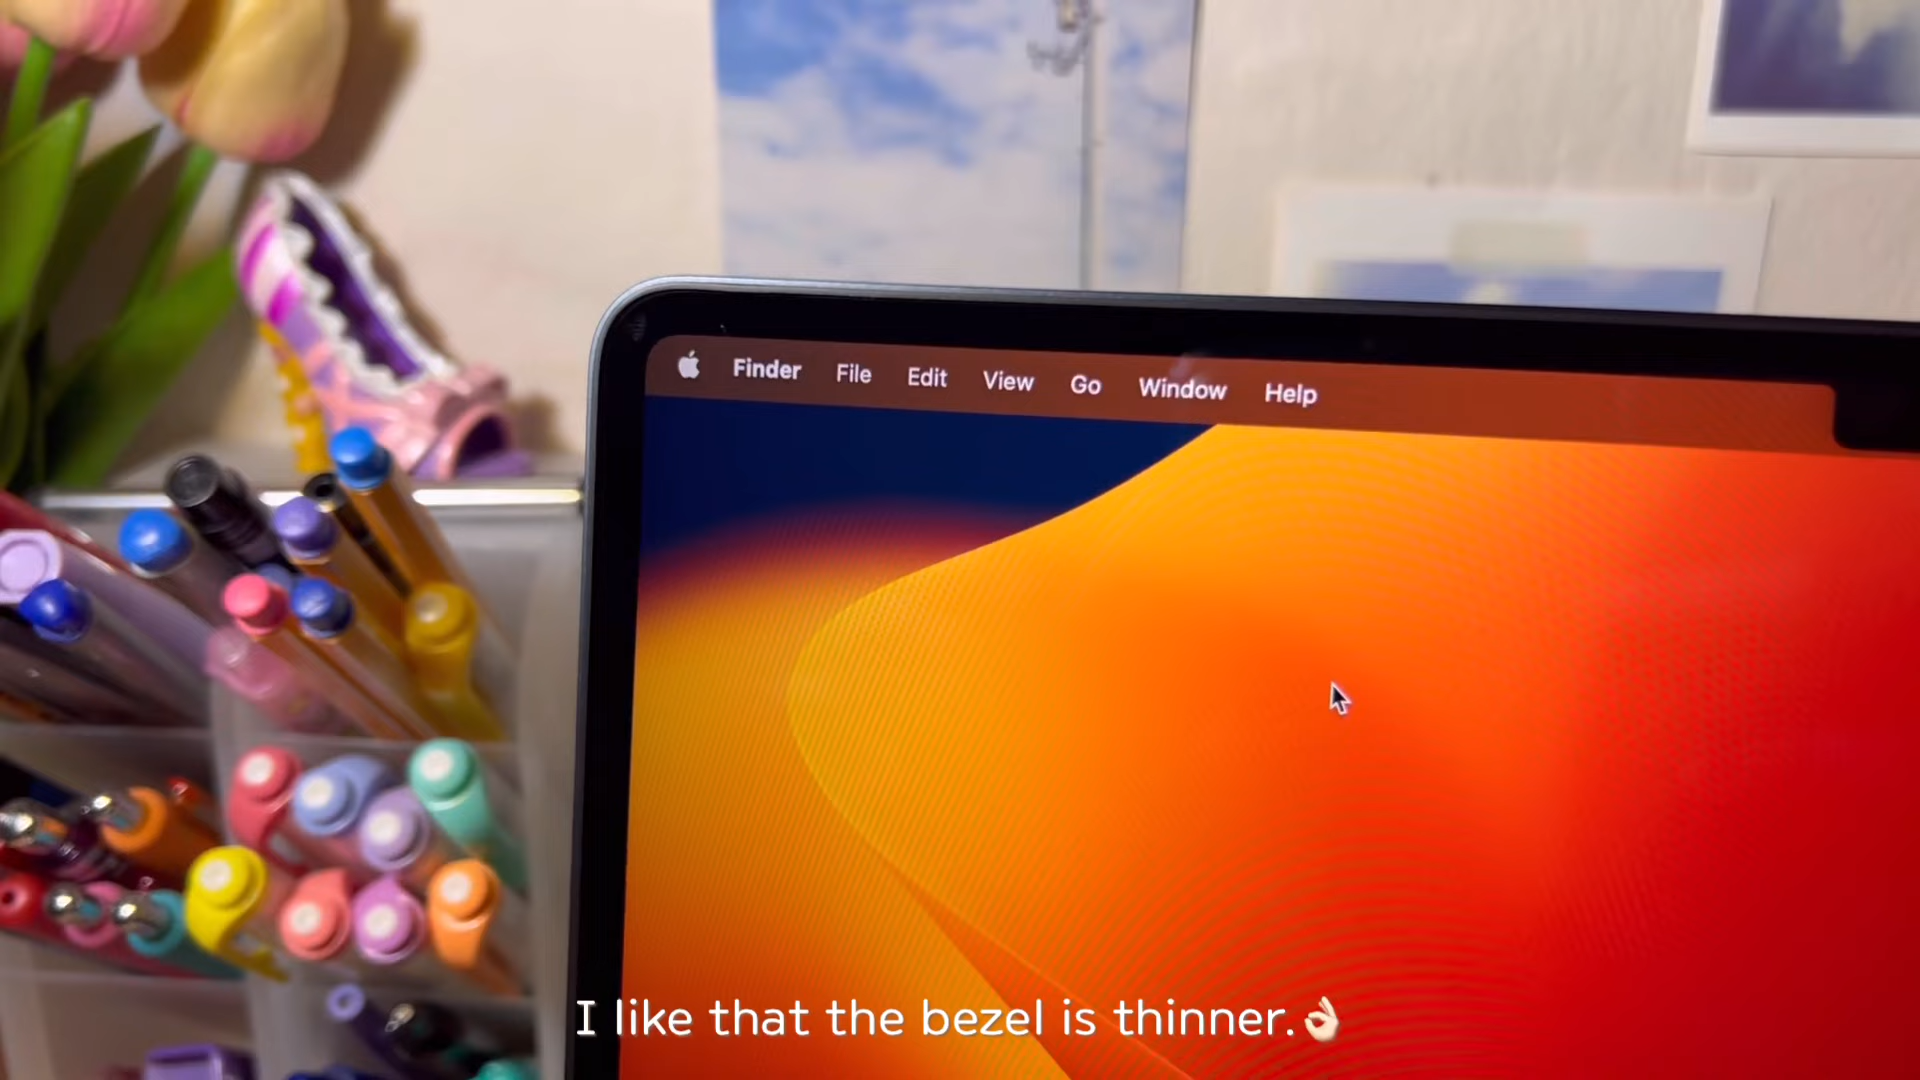 Finder File Edit View Go Window Help
I like that the bezel is thinner.👌🏻